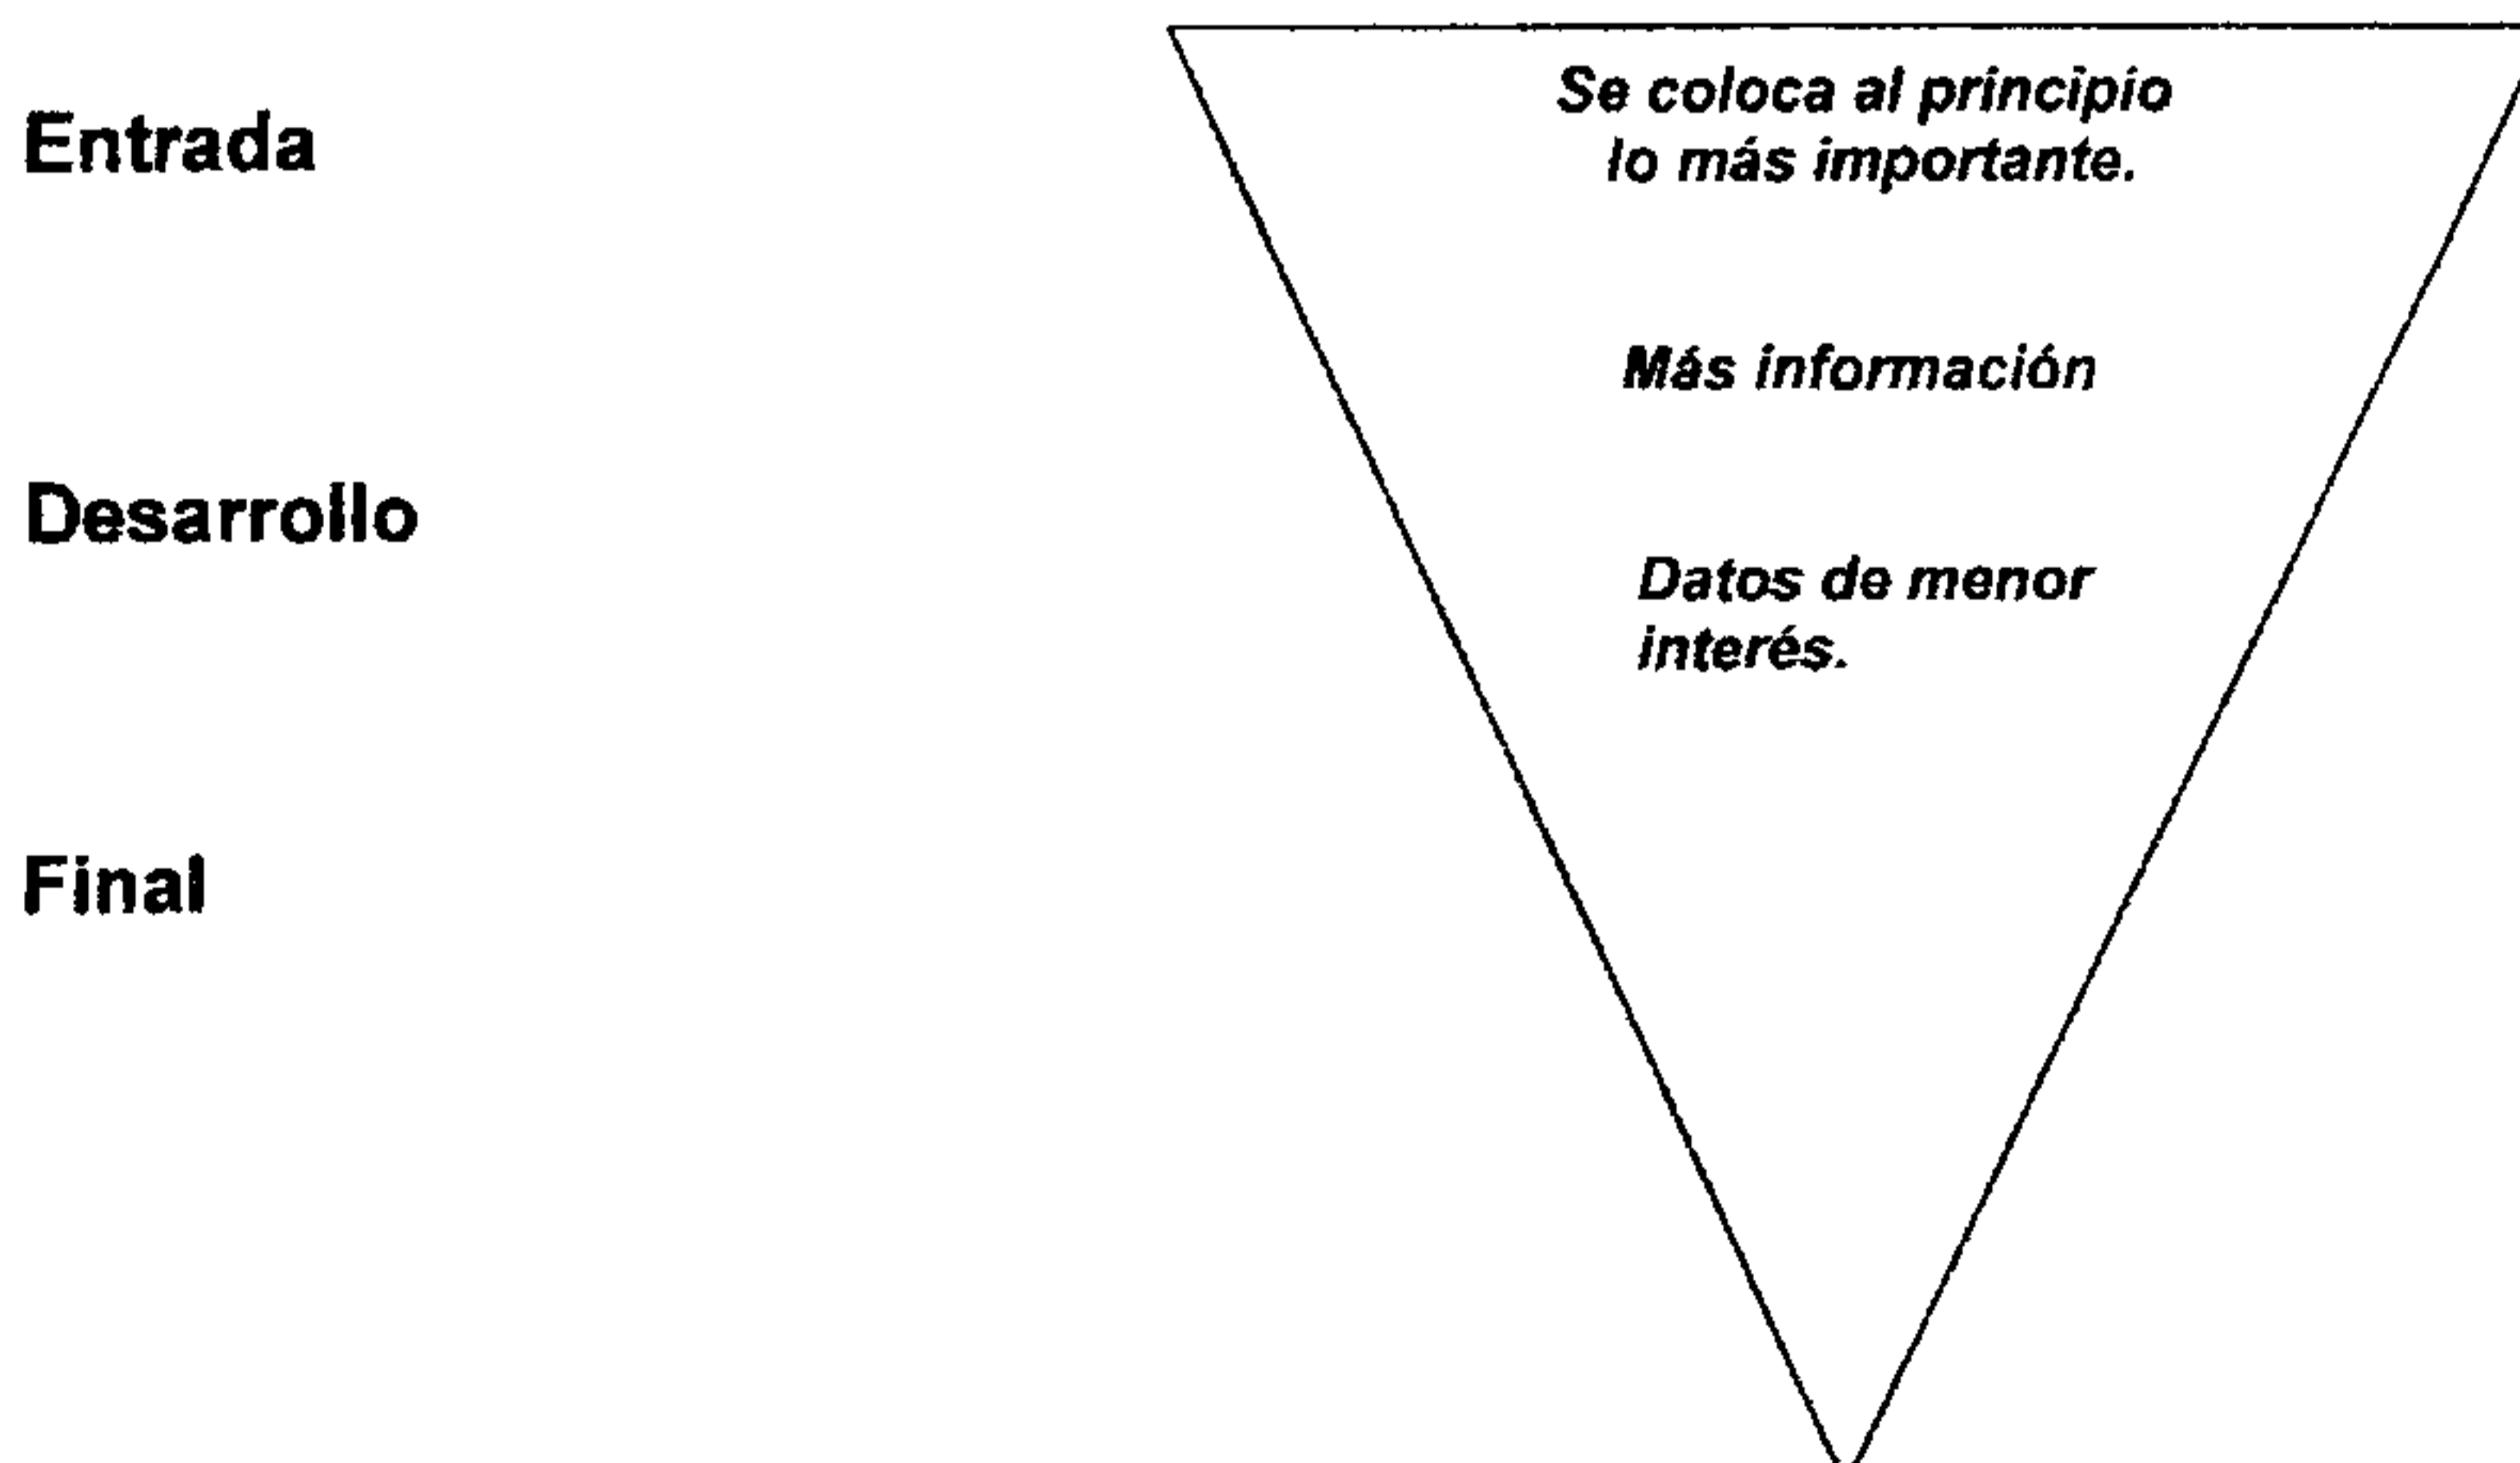 Entrada
Se coloca al principio
lo más importante.
Más información
Desarrollo
Datos de menor
interés.
Final